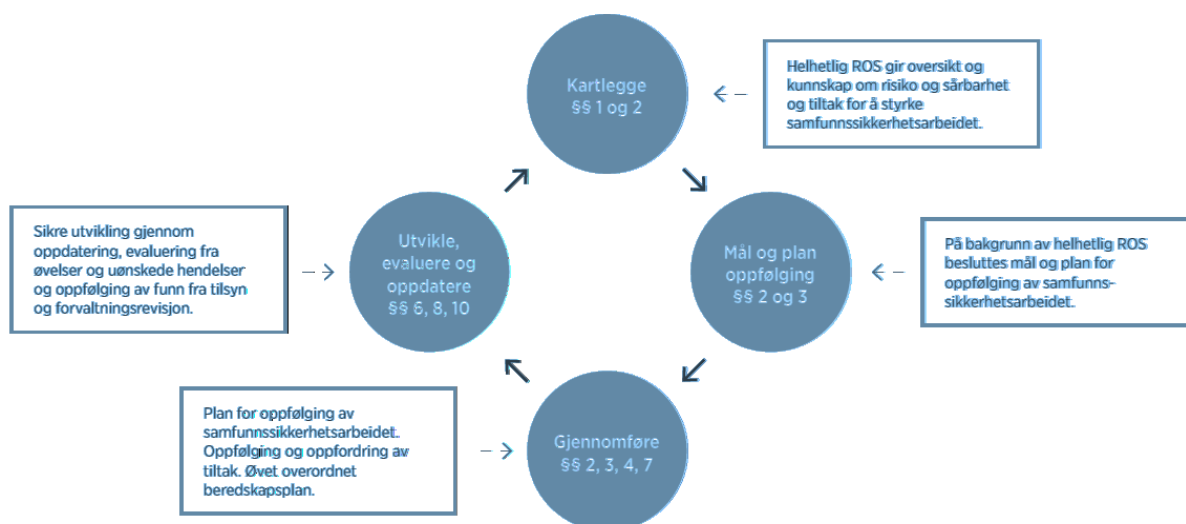 Kartlegge
§§ 1 og 2
Helhetlig ROS gir oversikt og
kunnskap om risiko og sårbarhet
og tiltak for å styrke
samfunnssikkerhetsarbeidet.
Mål og plan
oppfølging
§§ 2 og 3
På bakgrunn av helhetlig ROS
besluttes mål og plan for
oppfølging av samfunns-
sikkerhetsarbeidet.
Gjennomføre
§§ 2, 3, 4, 7
Plan for oppfølging av
samfunnssikkerhetsarbeidet.
Oppfølging og oppfordring av
tiltak. Øvet overordnet
beredskapsplan.
Utvikle,
evaluere og
oppdatere
§§ 6, 8, 10
Sikre utvikling gjennom
oppdatering, evaluering fra
øvelser og uønskede hendelser
og oppfølging av funn fra tilsyn
og forvaltningsrevisjon.